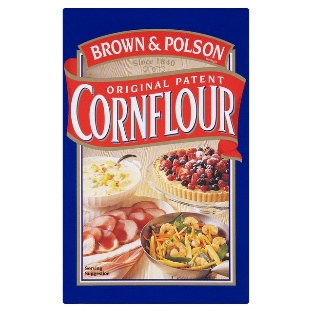 BROWN & POLSON
Since 1840
ORIGINAL PATENT
CORNFLOUR
Serving
Suggestion